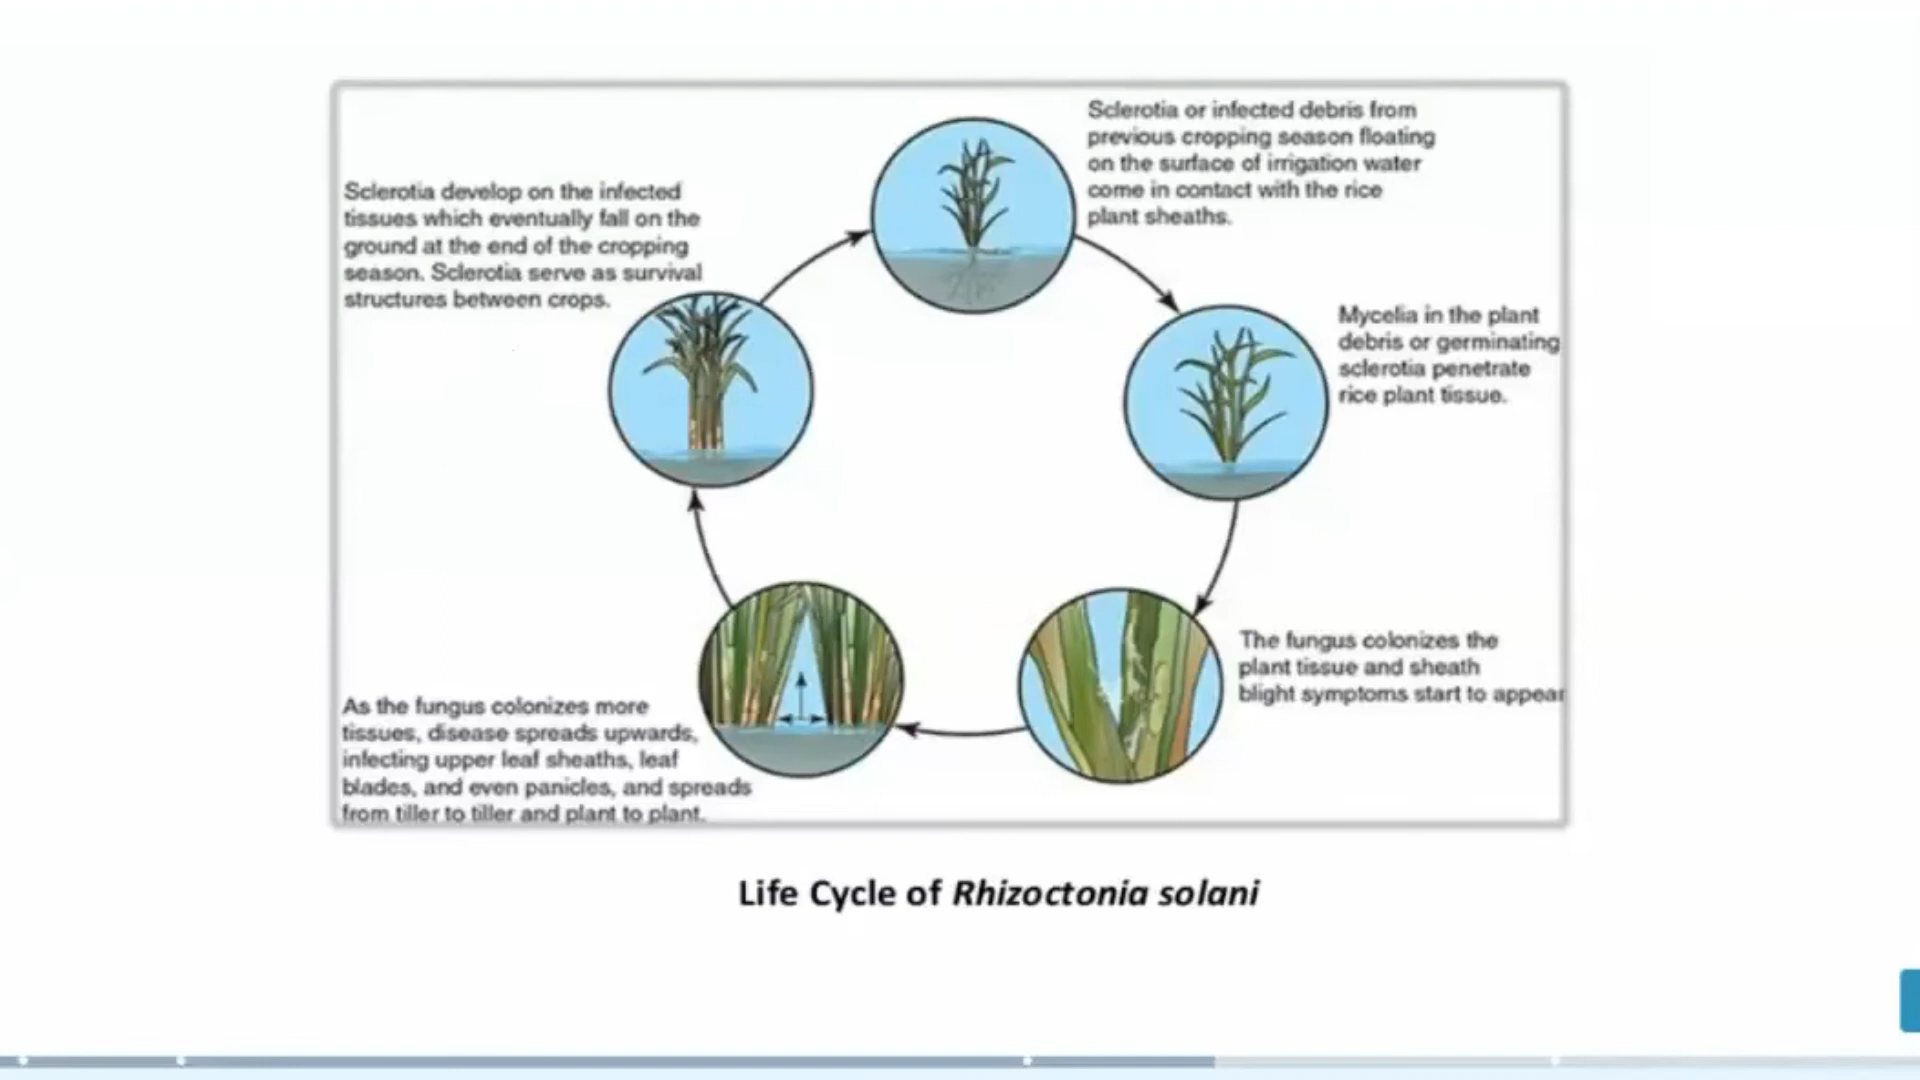 Sclerotia or infected debris from
previous cropping season floating
on the surface of irrigation water
come in contact with the rice
plant sheaths.
Mycelia in the plant
debris or germinating
sclerotia penetrate
rice plant tissue.
The fungus colonizes the
plant tissue and sheath
blight symptoms start to appear
As the fungus colonizes more
tissues, disease spreads upwards,
infecting upper leaf sheaths, leaf
blades, and even panicles, and spreads
from tiller to tiller and plant to plant.
Sclerotia develop on the infected
tissues which eventually fall on the
ground at the end of the cropping
season. Sclerotia serve as survival
structures between crops.
Life Cycle of Rhizoctonia solani